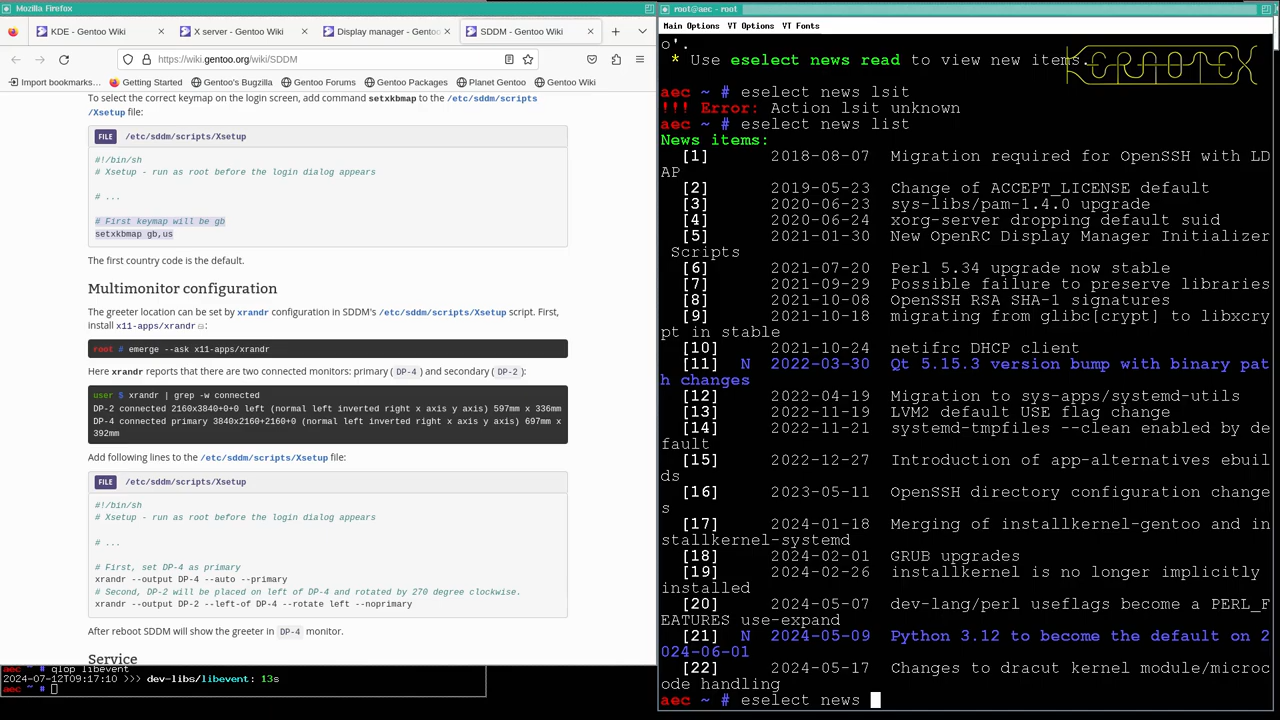 Mozilla Firefox
KDE - Gentoo Wiki
X server - Gentoo Wiki
Display manager - Gentoo
SDDM - Gentoo Wiki
https://wiki.gentoo.org/wiki/SDDM
Import bookmarks...
Getting Started
Gentoo's Bugzilla
Gentoo Forums
Gentoo Packages
Planet Gentoo
Gentoo Wiki
To select the correct keymap on the login screen, add command setxkbmap to the /etc/sddm/scripts
/Xsetup file:
FILE /etc/sddm/scripts/Xsetup
#!/bin/sh
# Xsetup - run as root before the login dialog appears
# ...
# First keymap will be gb
setxkbmap gb,us
The first country code is the default.
Multimonitor configuration
The greeter location can be set by xrandr configuration in SDDM's /etc/sddm/scripts/Xsetup script. First,
install x11-apps/xrandr :
root # emerge --ask x11-apps/xrandr
Here xrandr reports that there are two connected monitors: primary ( DP-4 ) and secondary ( DP-2 ):
user $ xrandr | grep -w connected
DP-2 connected 2160x3840+0+0 left (normal left inverted right x axis y axis) 597mm x 336mm
DP-4 connected primary 3840x2160+2160+0 (normal left inverted right x axis y axis) 697mm x
392mm
Add following lines to the /etc/sddm/scripts/Xsetup file:
FILE /etc/sddm/scripts/Xsetup
#!/bin/sh
# Xsetup - run as root before the login dialog appears
# ...
# First, set DP-4 as primary
xrandr --output DP-4 --auto --primary
# Second, DP-2 will be placed on left of DP-4 and rotated by 270 degree clockwise.
xrandr --output DP-2 --left-of DP-4 --rotate left --noprimary
After reboot SDDM will show the greeter in DP-4 monitor.
Service
aec ~ # qlop libevent
2024-07-12T09:17:10 >>> dev-libs/libevent: 13s
aec ~ #
root@aec - root
Main Options VT Options VT Fonts
o'.
* Use eselect news read to view new items.
aec ~ # eselect news lsit
!!! Error: Action lsit unknown
aec ~ # eselect news list
News items:
[1] 2018-08-07 Migration required for OpenSSH with LD
AP
[2] 2019-05-23 Change of ACCEPT_LICENSE default
[3] 2020-06-23 sys-libs/pam-1.4.0 upgrade
[4] 2020-06-24 xorg-server dropping default suid
[5] 2021-01-30 New OpenRC Display Manager Initializer
Scripts
[6] 2021-07-20 Perl 5.34 upgrade now stable
[7] 2021-09-29 Possible failure to preserve libraries
[8] 2021-10-08 OpenSSH RSA SHA-1 signatures
[9] 2021-10-18 migrating from glibc[crypt] to libxcry
pt in stable
[10] 2021-10-24 netifrc DHCP client
[11] N 2022-03-30 Qt 5.15.3 version bump with binary pat
h changes
[12] 2022-04-19 Migration to sys-apps/systemd-utils
[13] 2022-11-19 LVM2 default USE flag change
[14] 2022-11-21 systemd-tmpfiles --clean enabled by de
fault
[15] 2022-12-27 Introduction of app-alternatives ebuil
ds
[16] 2023-05-11 OpenSSH directory configuration change
s
[17] 2024-01-18 Merging of installkernel-gentoo and in
stallkernel-systemd
[18] 2024-02-01 GRUB upgrades
[19] 2024-02-26 installkernel is no longer implicitly
installed
[20] 2024-05-07 dev-lang/perl useflags become a PERL_F
EATURES use-expand
[21] N 2024-05-09 Python 3.12 to become the default on 2
024-06-01
[22] 2024-05-17 Changes to dracut kernel module/microc
ode handling
aec ~ # eselect news